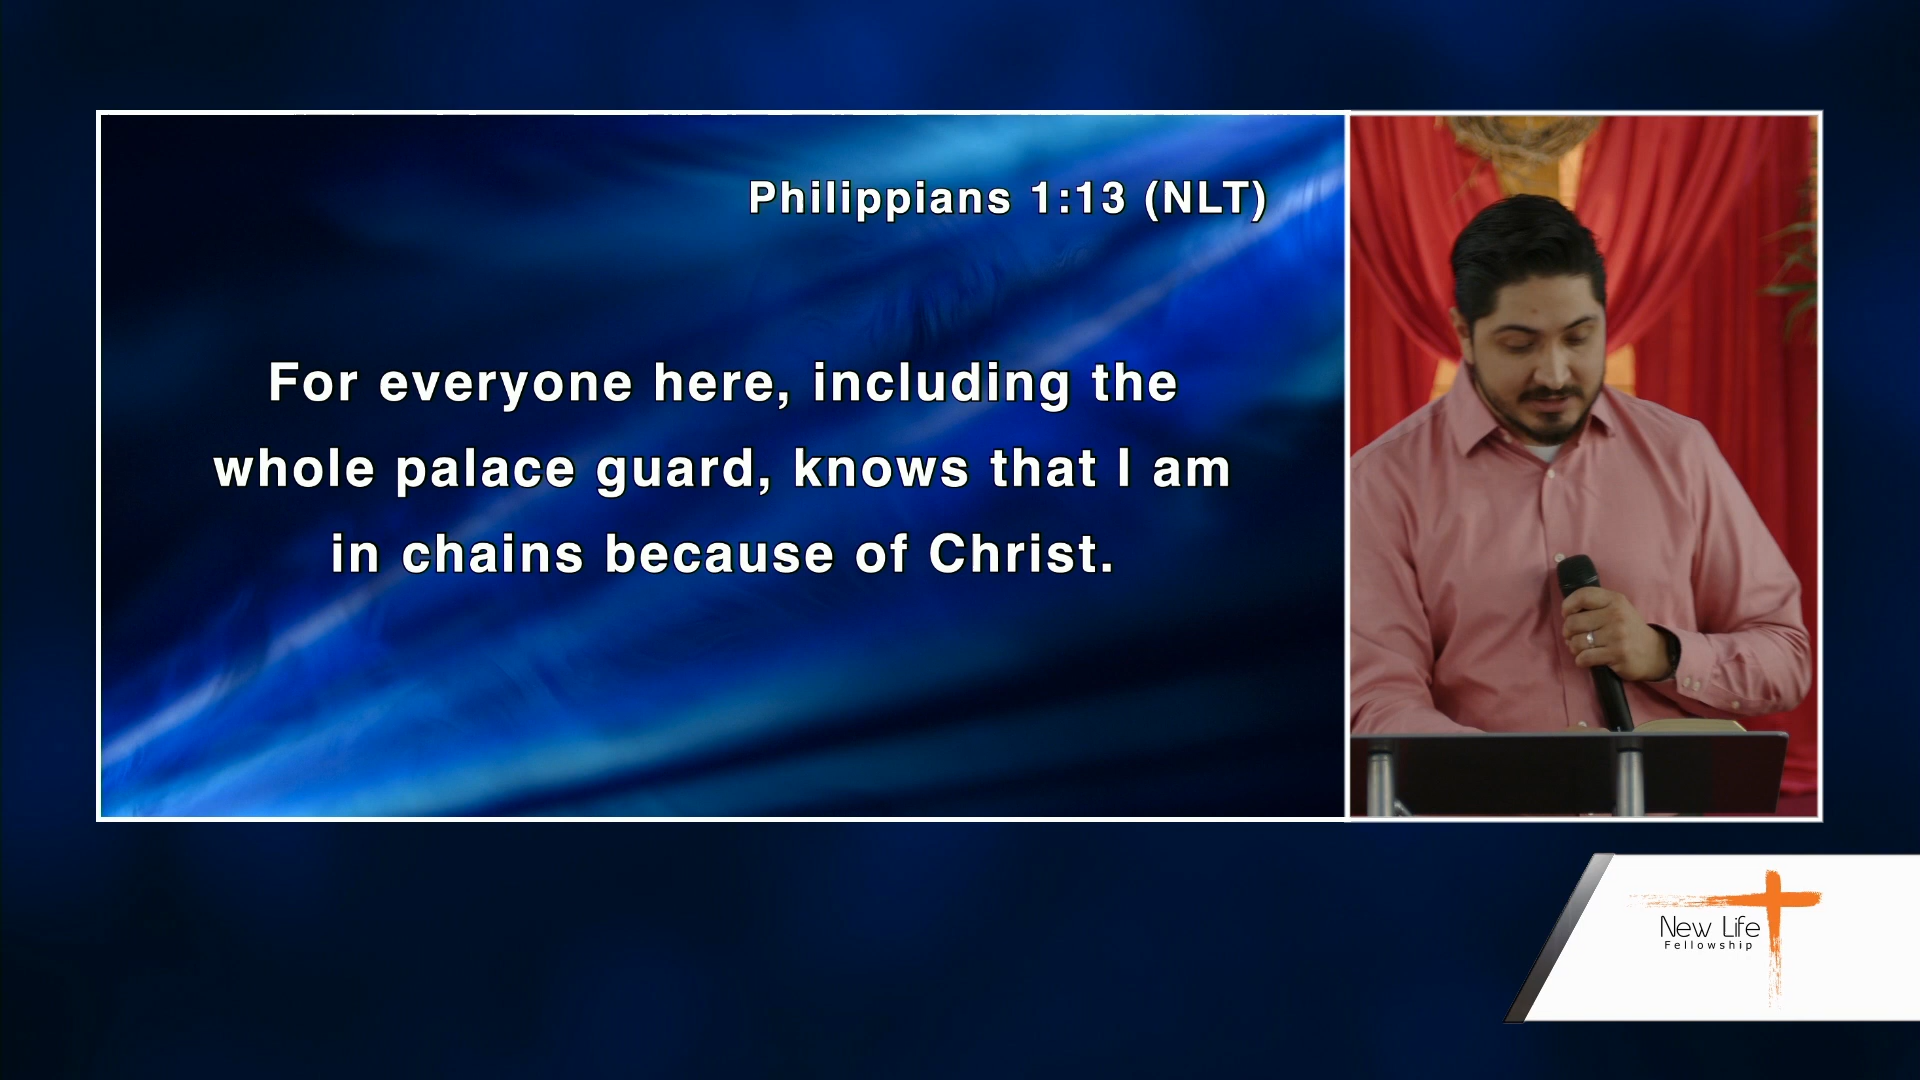 Philippians 1:13 (NLT)
For everyone here, including the
whole palace guard, knows that I am
in chains because of Christ.
New Life
Fellowship